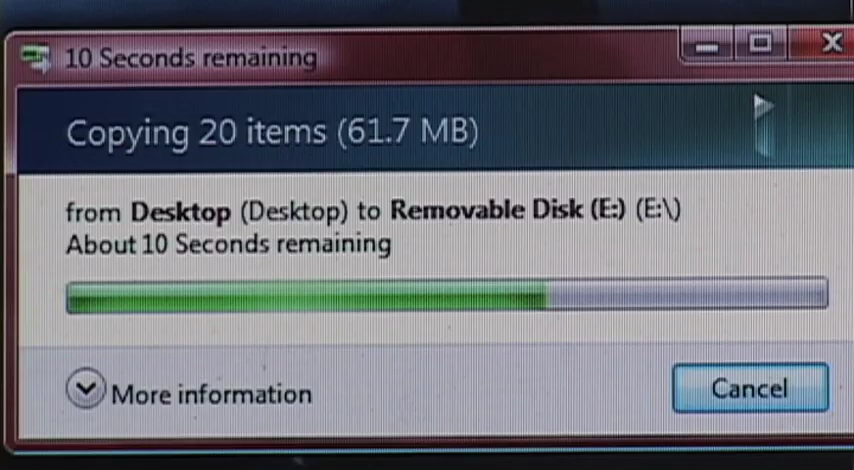 10 Seconds remaining
Copying 20 items (61.7 MB)
from Desktop (Desktop) to Removable Disk (E:) (E:\)
About 10 Seconds remaining
More information
Cancel